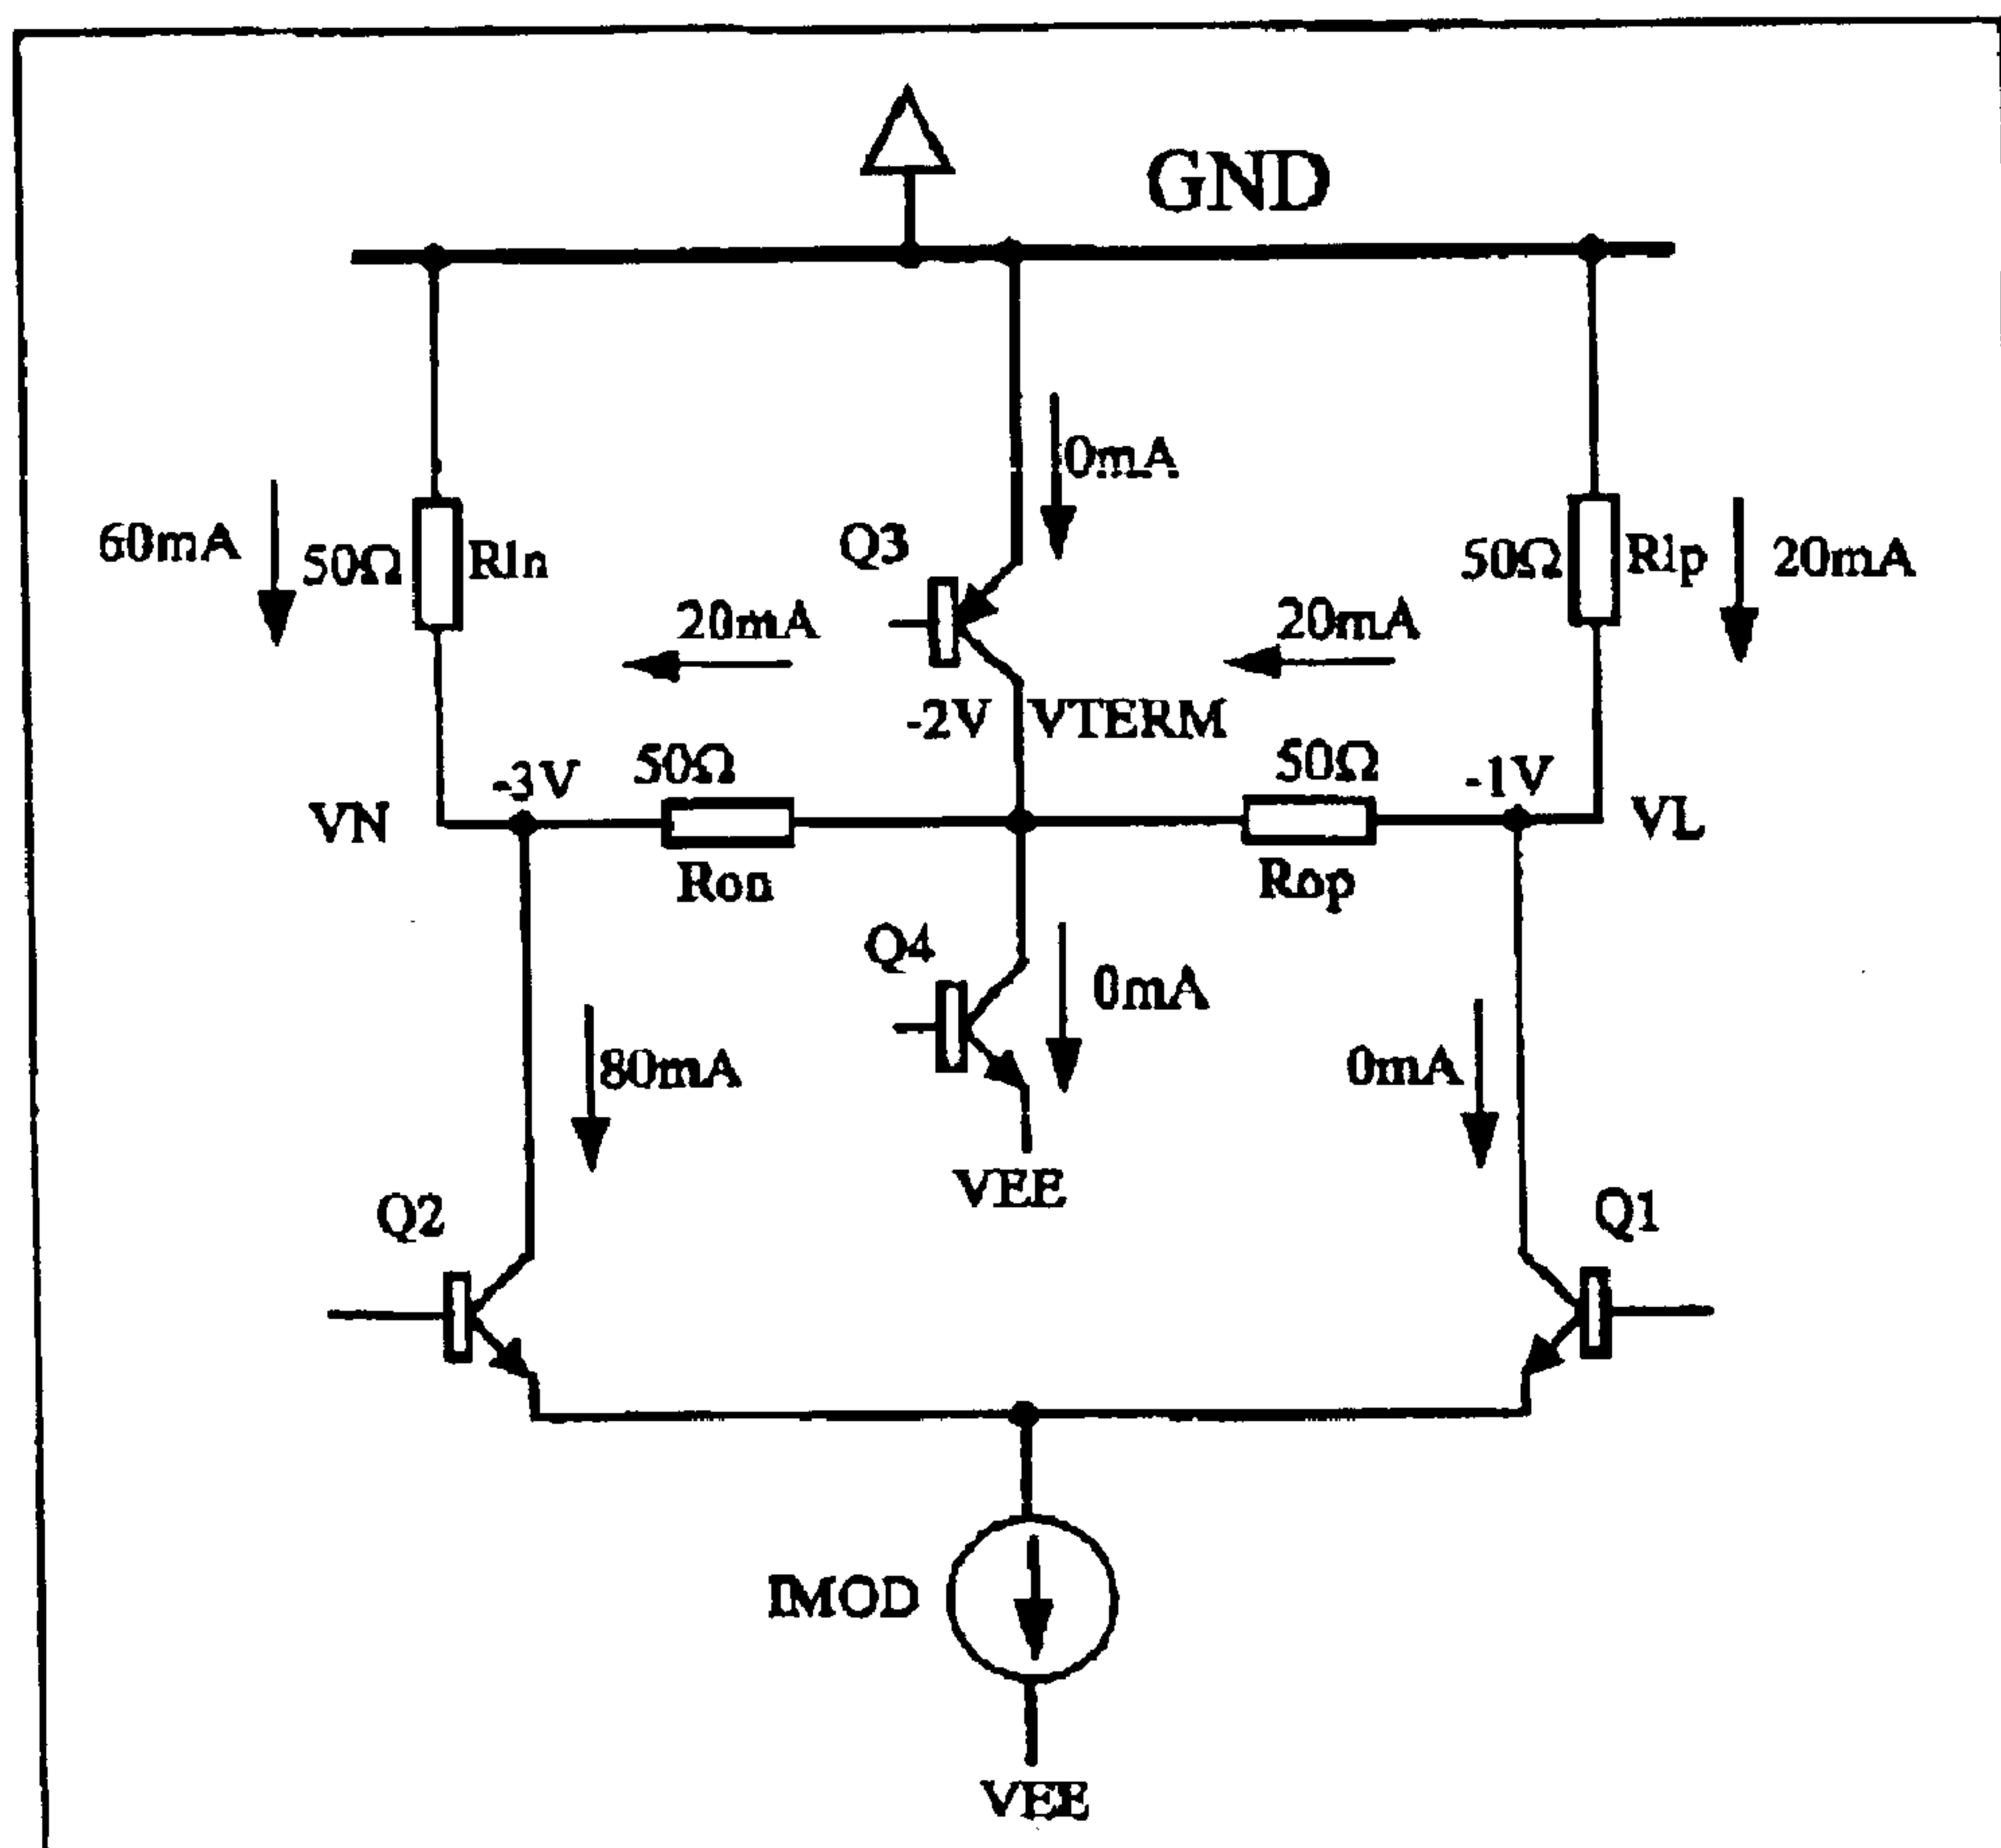 GND
0mA
60mA
50Ω
Rln
Q3
50Ω
Rlp
20mA
20mA
20mA
-2V
VTERM
-3V
50Ω
50Ω
-1V
VN
VL
Ron
Rop
Q4
0mA
80mA
0mA
VEE
Q2
Q1
IMOD
VEE